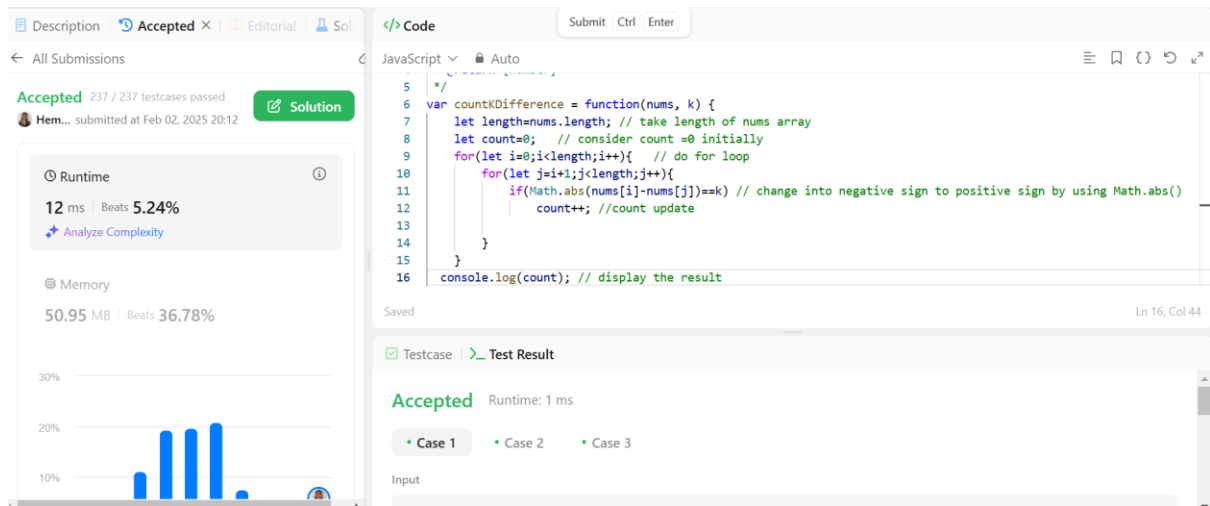 Description
Accepted
Editorial
Sol
All Submissions
Accepted 237 / 237 testcases passed
Hem... submitted at Feb 02, 2025 20:12
Solution
Runtime
12 ms Beats 5.24%
Analyze Complexity
Memory
50.95 MB Beats 36.78%
30%
20%
10%
</> Code
Submit Ctrl Enter
JavaScript Auto
5 */
6 var countKDifference = function(nums, k) {
7 let length=nums.length; // take length of nums array
8 let count=0; // consider count =0 initially
9 for(let i=0;i<length;i++){ // do for loop
10 for(let j=i+1;j<length;j++){
11 if(Math.abs(nums[i]-nums[j])==k) // change into negative sign to positive sign by using Math.abs()
12 count++; //count update
13
14 }
15 }
16 console.log(count); // display the result
Saved
Ln 16, Col 44
Testcase
Test Result
Accepted Runtime: 1 ms
Case 1 Case 2 Case 3
Input